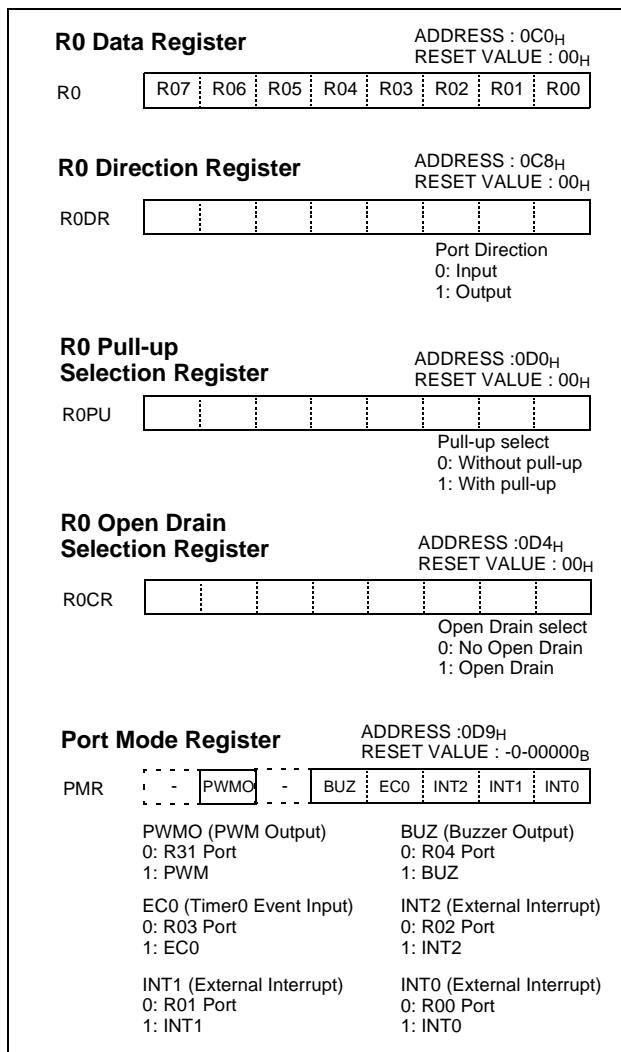 R0 Data Register
ADDRESS : 0C0H
RESET VALUE : 00H
R0
R07 R06 R05 R04 R03 R02 R01 R00
R0 Direction Register
ADDRESS : 0C8H
RESET VALUE : 00H
R0DR
Port Direction
0: Input
1: Output
R0 Pull-up
Selection Register
ADDRESS :0D0H
RESET VALUE : 00H
R0PU
Pull-up select
0: Without pull-up
1: With pull-up
R0 Open Drain
Selection Register
ADDRESS :0D4H
RESET VALUE : 00H
R0CR
Open Drain select
0: No Open Drain
1: Open Drain
Port Mode Register
ADDRESS :0D9H
RESET VALUE : -0-00000B
PMR
- PWMO - BUZ EC0 INT2 INT1 INT0
PWMO (PWM Output)
0: R31 Port
1: PWM
BUZ (Buzzer Output)
0: R04 Port
1: BUZ
EC0 (Timer0 Event Input)
0: R03 Port
1: EC0
INT2 (External Interrupt)
0: R02 Port
1: INT2
INT1 (External Interrupt)
0: R01 Port
1: INT1
INT0 (External Interrupt)
0: R00 Port
1: INT0